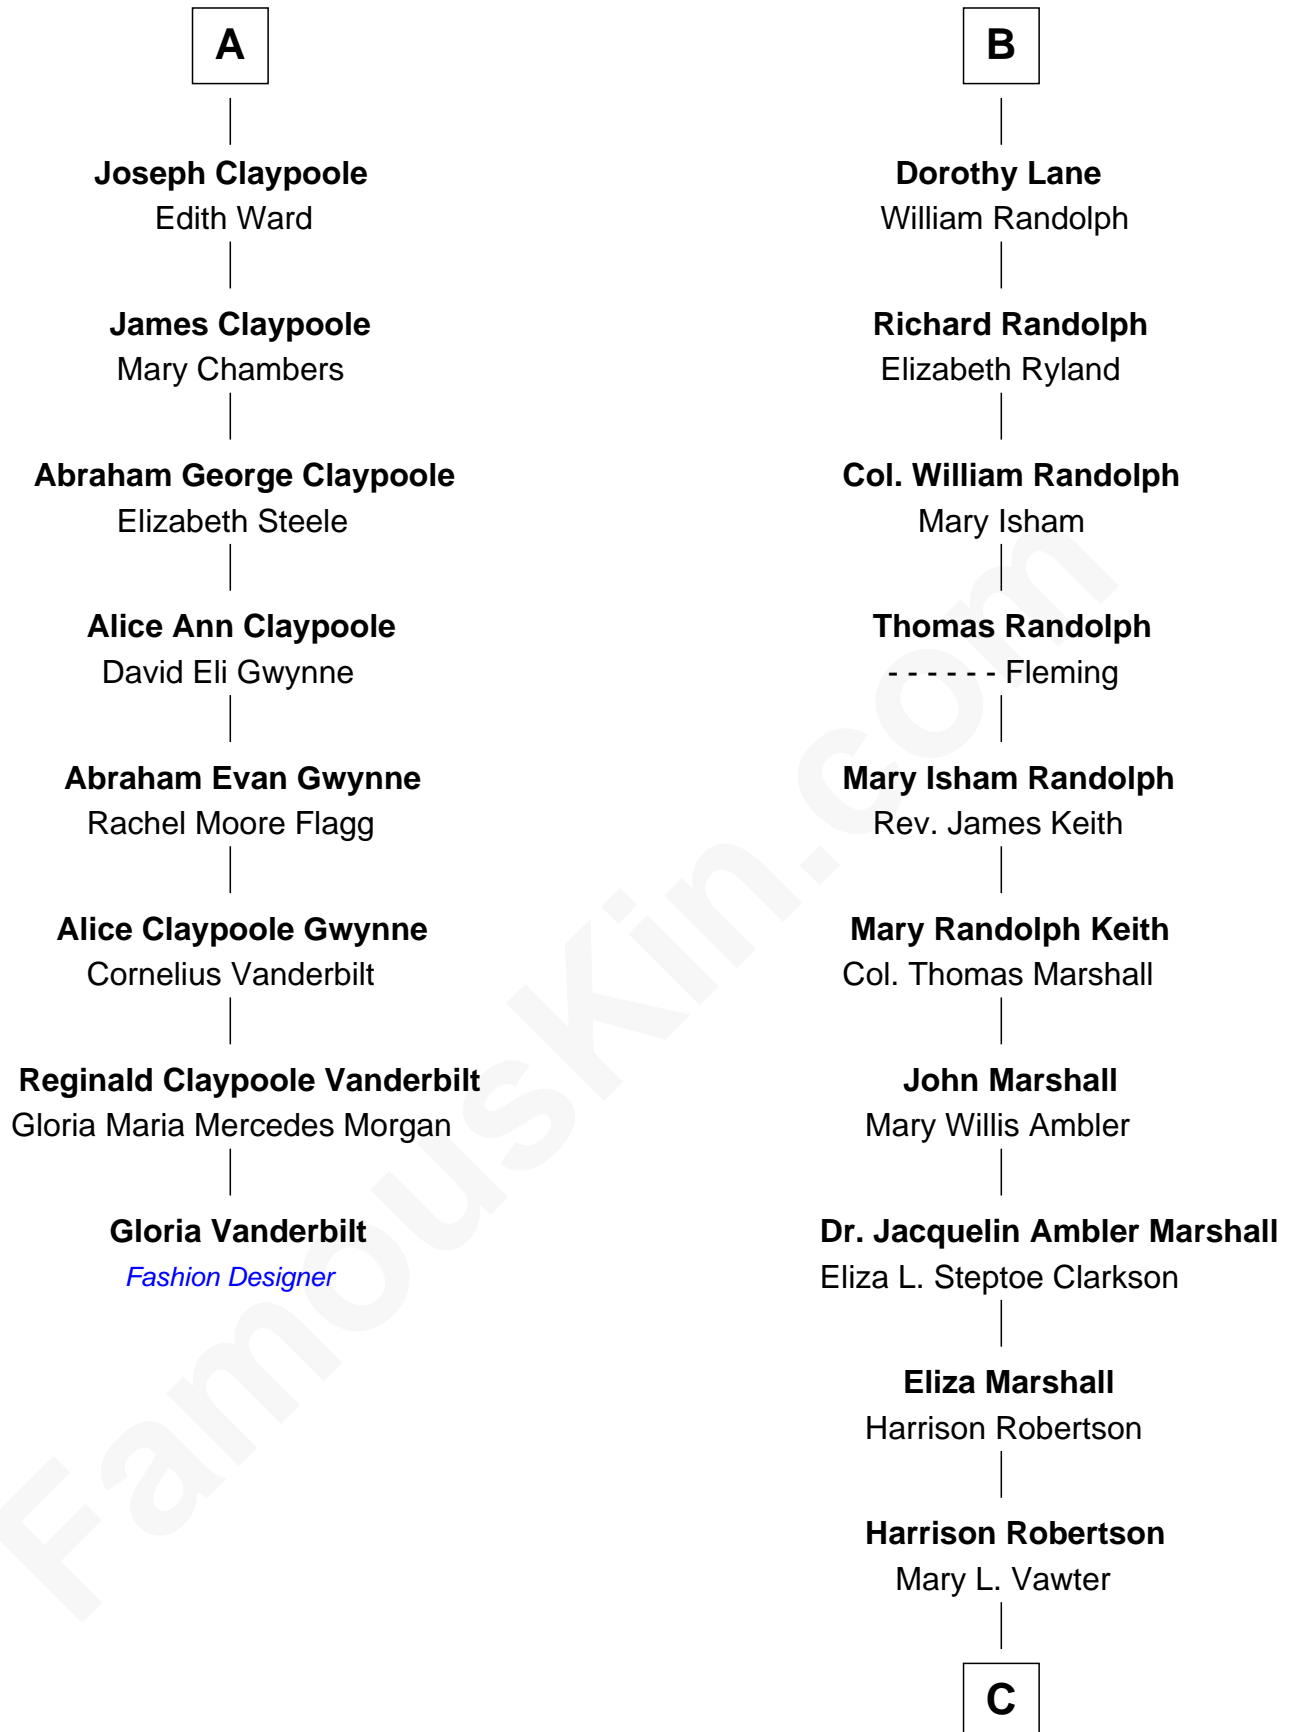 A
Joseph Claypoole
Edith Ward
James Claypoole
Mary Chambers
Abraham George Claypoole
Elizabeth Steele
Alice Ann Claypoole
David Eli Gwynne
Abraham Evan Gwynne
Rachel Moore Flagg
Alice Claypoole Gwynne
Cornelius Vanderbilt
Reginald Claypoole Vanderbilt
Gloria Maria Mercedes Morgan
Gloria Vanderbilt
Fashion Designer
B
Dorothy Lane
William Randolph
Richard Randolph
Elizabeth Ryland
Col. William Randolph
Mary Isham
Thomas Randolph
- - - - - - Fleming
Mary Isham Randolph
Rev. James Keith
Mary Randolph Keith
Col. Thomas Marshall
John Marshall
Mary Willis Ambler
Dr. Jacquelin Ambler Marshall
Eliza L. Steptoe Clarkson
Eliza Marshall
Harrison Robertson
Harrison Robertson
Mary L. Vawter
C
FamousKin.com